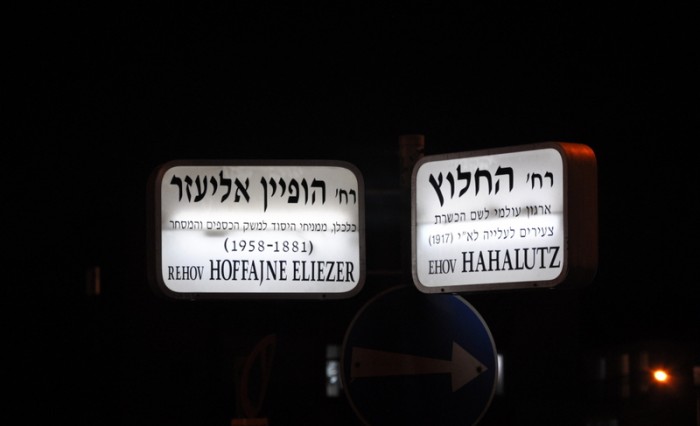 רח' הופיין אליעזר
כלכלן, ממניחי היסוד למשק הכספים והמסחר
(1958-1881)
REHOV HOFFAJNE ELIEZER
רח' החלוץ
ארגון עולמי לשם הכשרת
צעירים לעלייה לא"י (1917)
EHOV HAHALUTZ